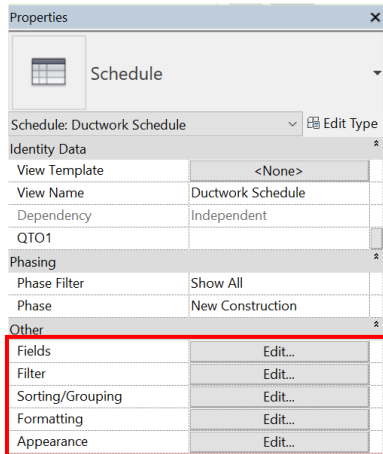 Properties ×
Schedule
Schedule: Ductwork Schedule Edit Type
Identity Data
View Template <None>
View Name Ductwork Schedule
Dependency Independent
QTO1
Phasing
Phase Filter Show All
Phase New Construction
Other
Fields Edit...
Filter Edit...
Sorting/Grouping Edit...
Formatting Edit...
Appearance Edit...